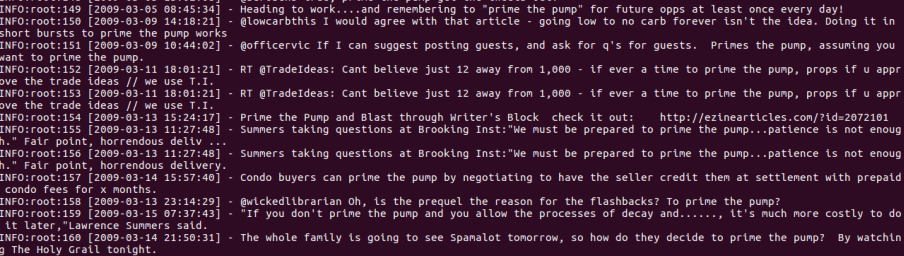 INFO:root:149 [2009-03-05 08:45:34] - Heading to work....and remembering to "prime the pump" for future opps at least once every day!
INFO:root:150 [2009-03-09 14:18:21] - @lowcarbthis I would agree with that article - going low to no carb forever isn't the idea. Doing it in
short bursts to prime the pump works
INFO:root:151 [2009-03-09 10:44:02] - @officervic If I can suggest posting guests, and ask for q's for guests.  Primes the pump, assuming you
want to prime the pump.
INFO:root:152 [2009-03-11 18:01:21] - RT @TradeIdeas: Cant believe just 12 away from 1,000 - if ever a time to prime the pump, props if u appr
ove the trade ideas // we use T.I.
INFO:root:153 [2009-03-11 18:01:21] - RT @TradeIdeas: Cant believe just 12 away from 1,000 - if ever a time to prime the pump, props if u appr
ove the trade ideas // we use T.I.
INFO:root:154 [2009-03-13 15:24:17] - Prime the Pump and Blast through Writer's Block  check it out:    http://ezinearticles.com/?id=2072101
INFO:root:155 [2009-03-13 11:27:48] - Summers taking questions at Brooking Inst:"We must be prepared to prime the pump...patience is not enoug
h." Fair point, horrendous deliv ...
INFO:root:156 [2009-03-13 11:27:48] - Summers taking questions at Brooking Inst:"We must be prepared to prime the pump...patience is not enoug
h." Fair point, horrendous delivery.
INFO:root:157 [2009-03-14 15:57:40] - Condo buyers can prime the pump by negotiating to have the seller credit them at settlement with prepaid
condo fees for x months.
INFO:root:158 [2009-03-13 23:14:29] - @wickedlibrarian Oh, is the prequel the reason for the flashbacks? To prime the pump?
INFO:root:159 [2009-03-15 07:37:43] - "If you don't prime the pump and you allow the processes of decay and......, it's much more costly to do
it later,"Lawrence Summers said.
INFO:root:160 [2009-03-14 21:50:31] - The whole family is going to see Spamalot tomorrow, so how do they decide to prime the pump?  By watchin
g The Holy Grail tonight.